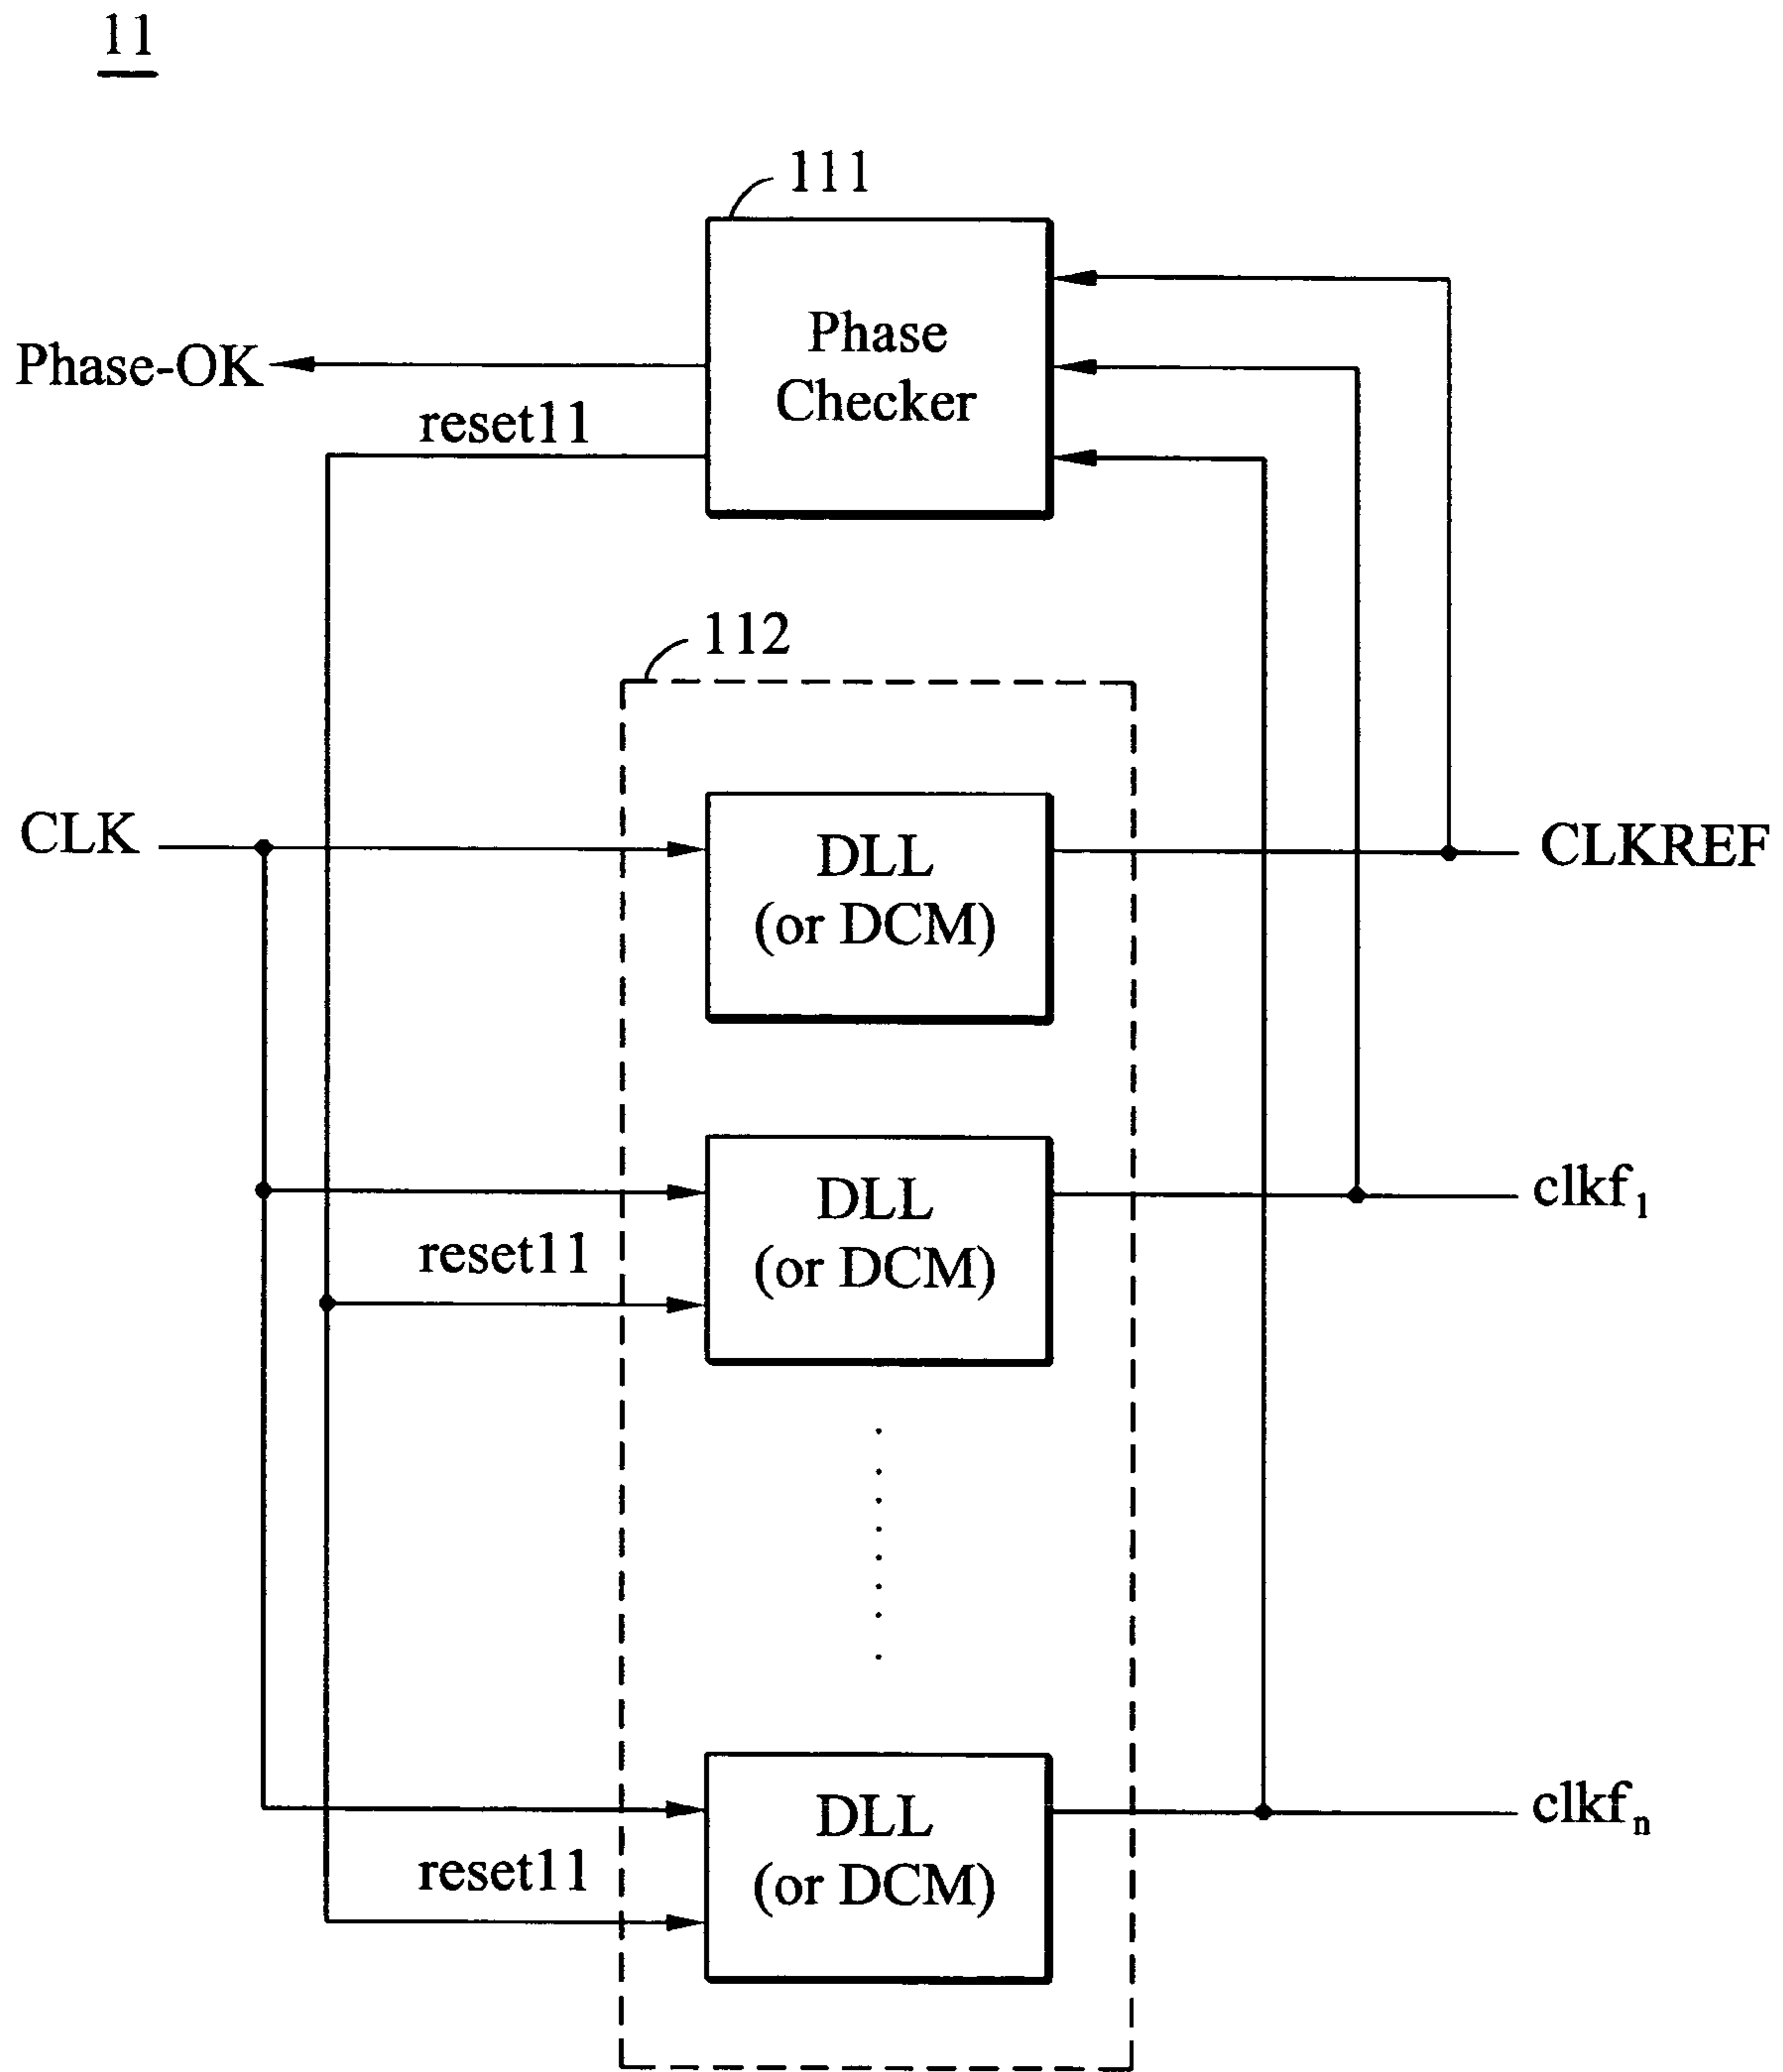 11
111
Phase
Checker
Phase-OK
reset11
112
CLK
DLL
(or DCM)
CLKREF
DLL
(or DCM)
clkf1
reset11
DLL
(or DCM)
clkfn
reset11